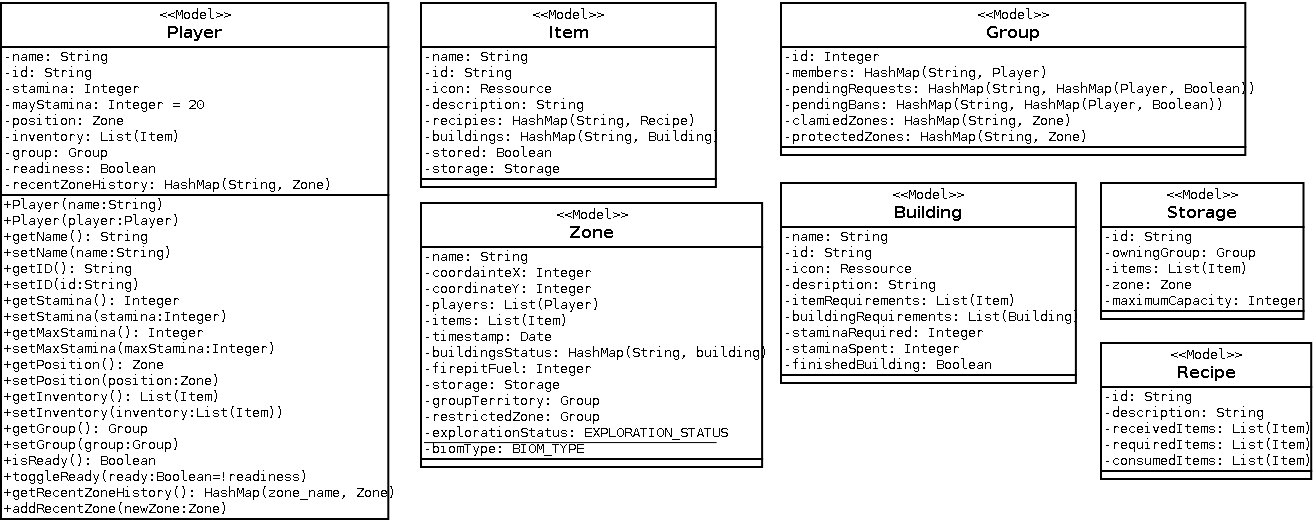 <<Model>>
Player
-name: String
-id: String
-stamina: Integer
-mayStamina: Integer = 20
-position: Zone
-inventory: List(Item)
-group: Group
-readiness: Boolean
-recentZoneHistory: HashMap(String, Zone)
+Player(name:String)
+Player(player:Player)
+getName(): String
+setName(name:String)
+getID(): String
+setID(id:String)
+getStamina(): Integer
+setStamina(stamina:Integer)
+getMaxStamina(): Integer
+setMaxStamina(maxStamina:Integer)
+getPosition(): Zone
+setPosition(position:Zone)
+getInventory(): List(Item)
+setInventory(inventory:List(Item))
+getGroup(): Group
+setGroup(group:Group)
+isReady(): Boolean
+toggleReady(ready:Boolean=!readiness)
+getRecentZoneHistory(): HashMap(zone_name, Zone)
+addRecentZone(newZone:Zone)
<<Model>>
Item
-name: String
-id: String
-icon: Ressource
-description: String
-recipies: HashMap(String, Recipe)
-buildings: HashMap(String, Building)
-stored: Boolean
-storage: Storage
<<Model>>
Zone
-name: String
-coordainteX: Integer
-coordinateY: Integer
-players: List(Player)
-items: List(Item)
-timestamp: Date
-buildingsStatus: HashMap(String, building)
-firepitFuel: Integer
-storage: Storage
-groupTerritory: Group
-restrictedZone: Group
-explorationStatus: EXPLORATION_STATUS
-biomType: BIOM_TYPE
<<Model>>
Group
-id: Integer
-members: HashMap(String, Player)
-pendingRequests: HashMap(String, HashMap(Player, Boolean))
-pendingBans: HashMap(String, HashMap(Player, Boolean))
-clamiedZones: HashMap(String, Zone)
-protectedZones: HashMap(String, Zone)
<<Model>>
Building
-name: String
-id: String
-icon: Ressource
-desription: String
-itemRequirements: List(Item)
-buildingRequirements: List(Building)
-staminaRequired: Integer
-staminaSpent: Integer
-finishedBuilding: Boolean
<<Model>>
Storage
-id: String
-owningGroup: Group
-items: List(Item)
-zone: Zone
-maximumCapacity: Integer
<<Model>>
Recipe
-id: String
-description: String
-receivedItems: List(Item)
-requiredItems: List(Item)
-consumedItems: List(Item)